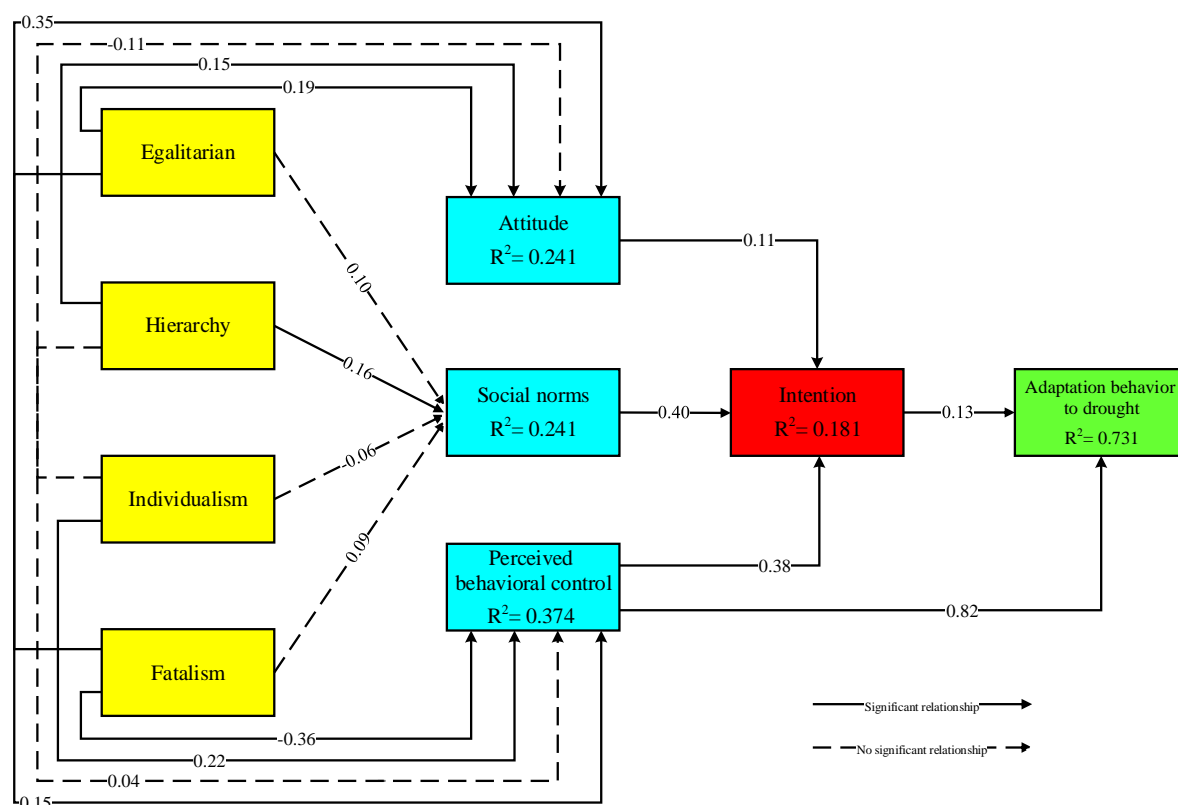 0.35
-0.11
0.15
0.19
Egalitarian
Hierarchy
Individualism
Fatalism
0.10
0.16
-0.06
0.09
Attitude
R²= 0.241
Social norms
R²= 0.241
Perceived
behavioral control
R²= 0.374
0.11
0.40
0.38
0.82
Intention
R²= 0.181
0.13
Adaptation behavior
to drought
R²= 0.731
-0.36
0.22
0.04
0.15
Significant relationship
No significant relationship